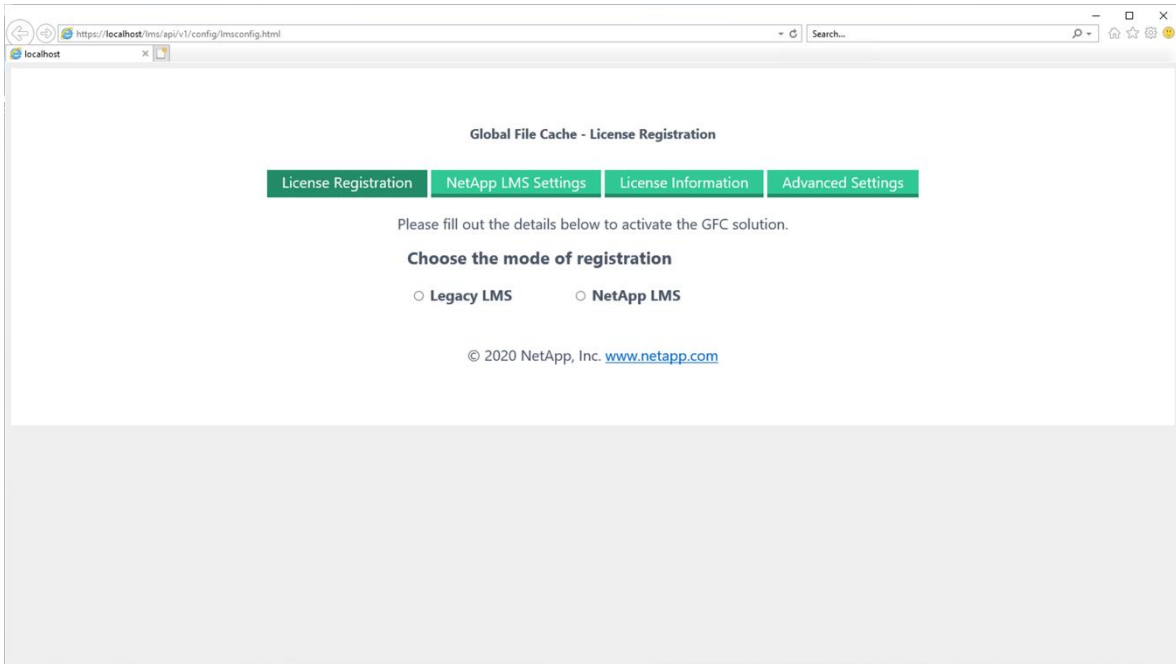 https://localhost/lms/api/v1/config/lmsconfig.html
Search...
localhost
Global File Cache - License Registration
License Registration NetApp LMS Settings License Information Advanced Settings
Please fill out the details below to activate the GFC solution.
Choose the mode of registration
Legacy LMS NetApp LMS
© 2020 NetApp, Inc. www.netapp.com